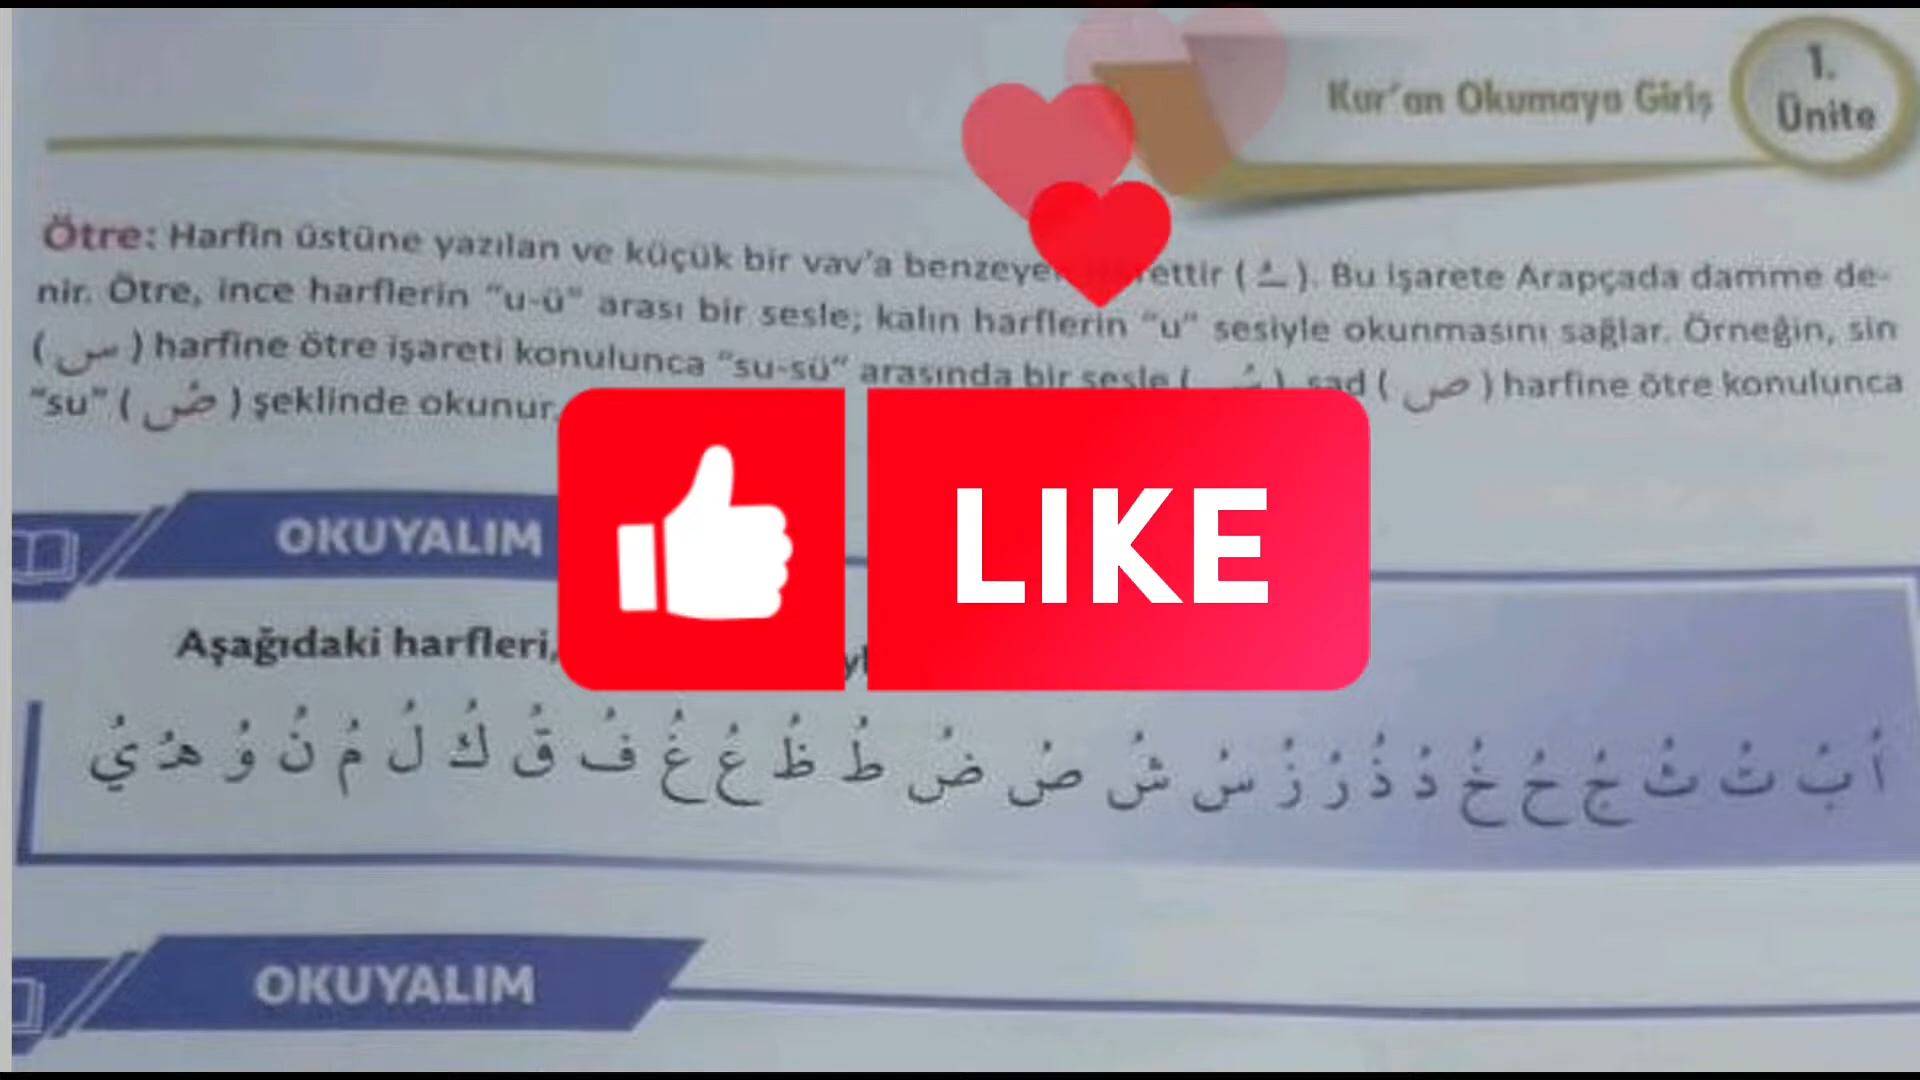 Kur'an Okumaya Giriş
1.
Ünite
Ötre: Harfin üstüne yazılan ve küçük bir vav'a benzeyen ( ــُ ). Bu işarete Arapçada damme de-
nir. Ötre, ince harflerin "u-ü" arası bir sesle; kalın harflerin "u" sesiyle okunmasını sağlar. Örneğin, sin
( س ) harfine ötre işareti konulunca "su-sü" arasında bir sesle ( سُ ), sad ( ص ) harfine ötre konulunca
"su" ( صُ ) şeklinde okunur.
LIKE
OKUYALIM
Aşağıdaki harfleri,
اُ بُ تُ ثُ جُ حُ خُ دُ ذُ رُ زُ سُ شُ صُ ضُ طُ ظُ عُ غُ فُ قُ كُ لُ مُ نُ وُ هُ يُ
OKUYALIM